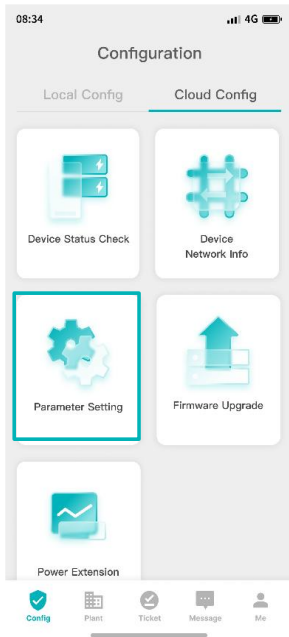 08:34
4G
Configuration
Local Config
Cloud Config
Device Status Check
Device
Network Info
Parameter Setting
Firmware Upgrade
Power Extension
Config
Plant
Ticket
Message
Me